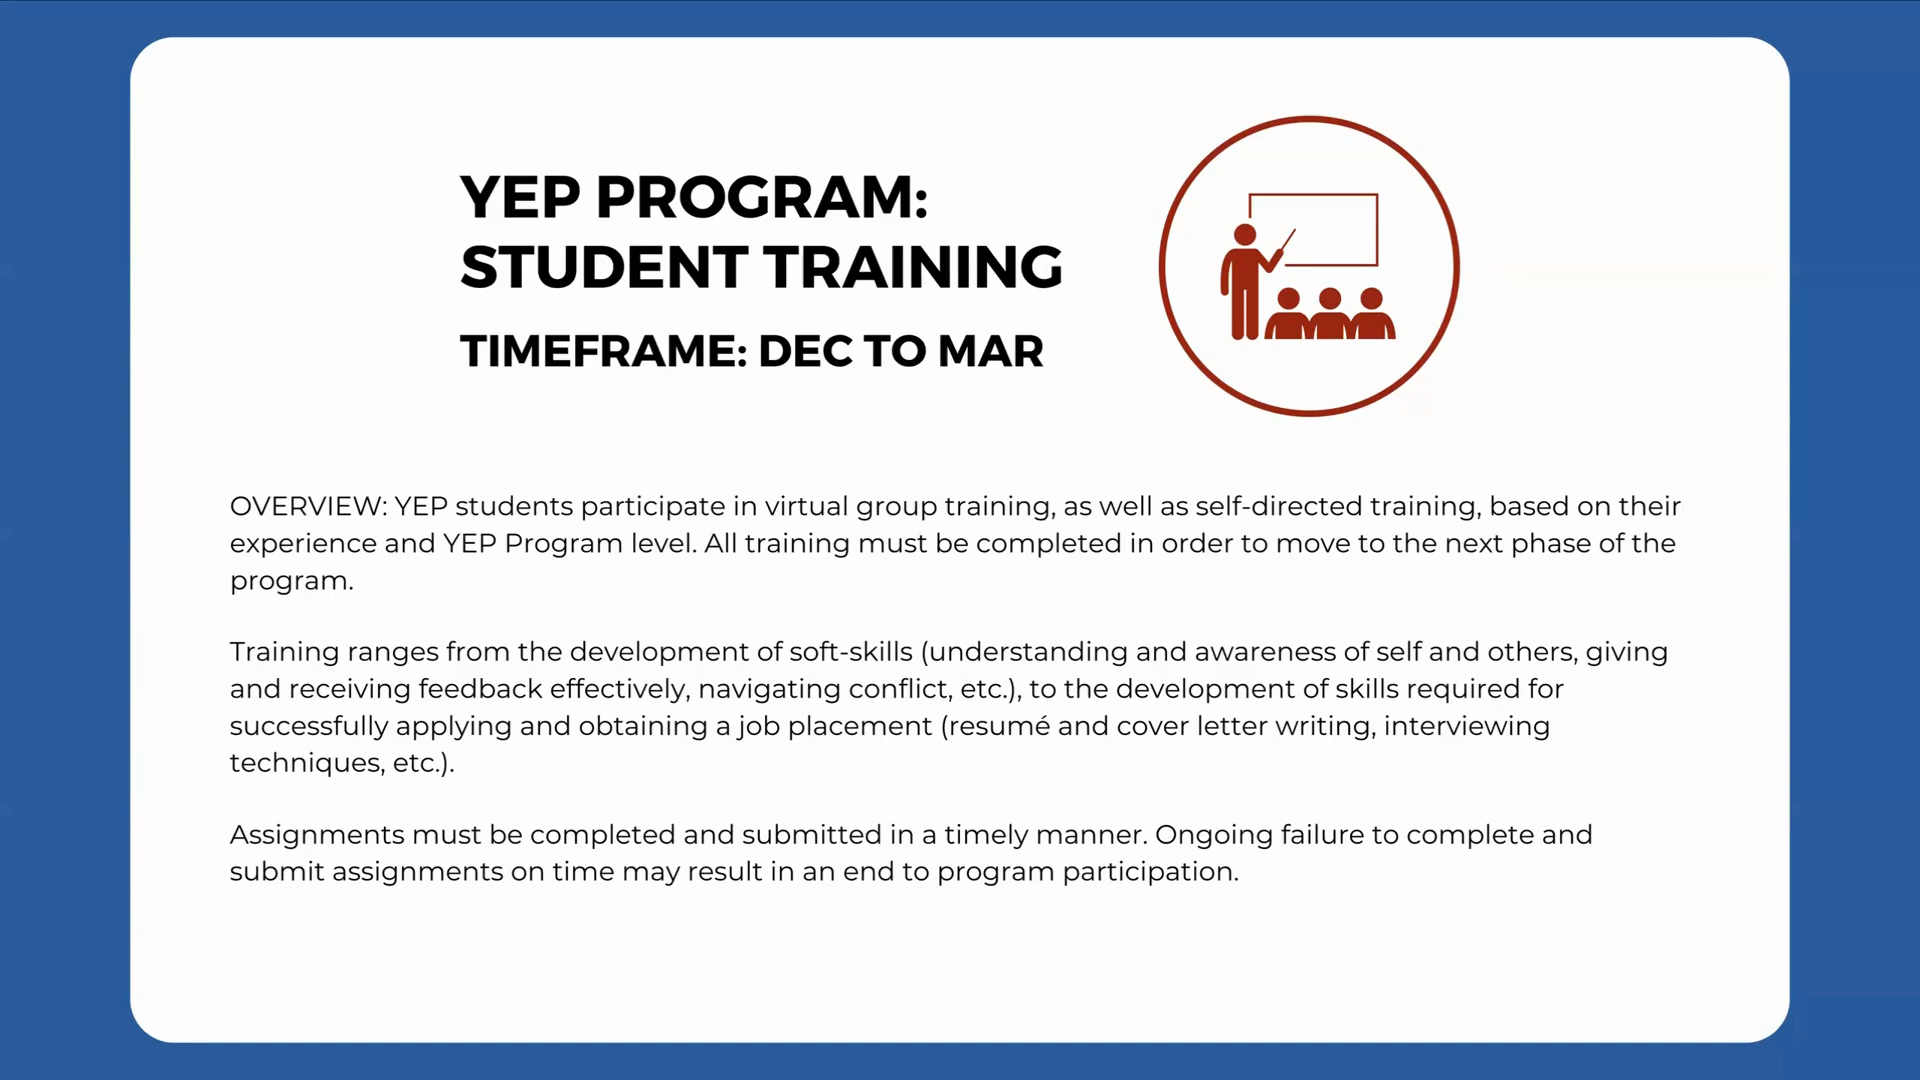 YEP PROGRAM:
STUDENT TRAINING
TIMEFRAME: DEC TO MAR
OVERVIEW: YEP students participate in virtual group training, as well as self-directed training, based on their
experience and YEP Program level. All training must be completed in order to move to the next phase of the
program.
Training ranges from the development of soft-skills (understanding and awareness of self and others, giving
and receiving feedback effectively, navigating conflict, etc.), to the development of skills required for
successfully applying and obtaining a job placement (resumé and cover letter writing, interviewing
techniques, etc.).
Assignments must be completed and submitted in a timely manner. Ongoing failure to complete and
submit assignments on time may result in an end to program participation.